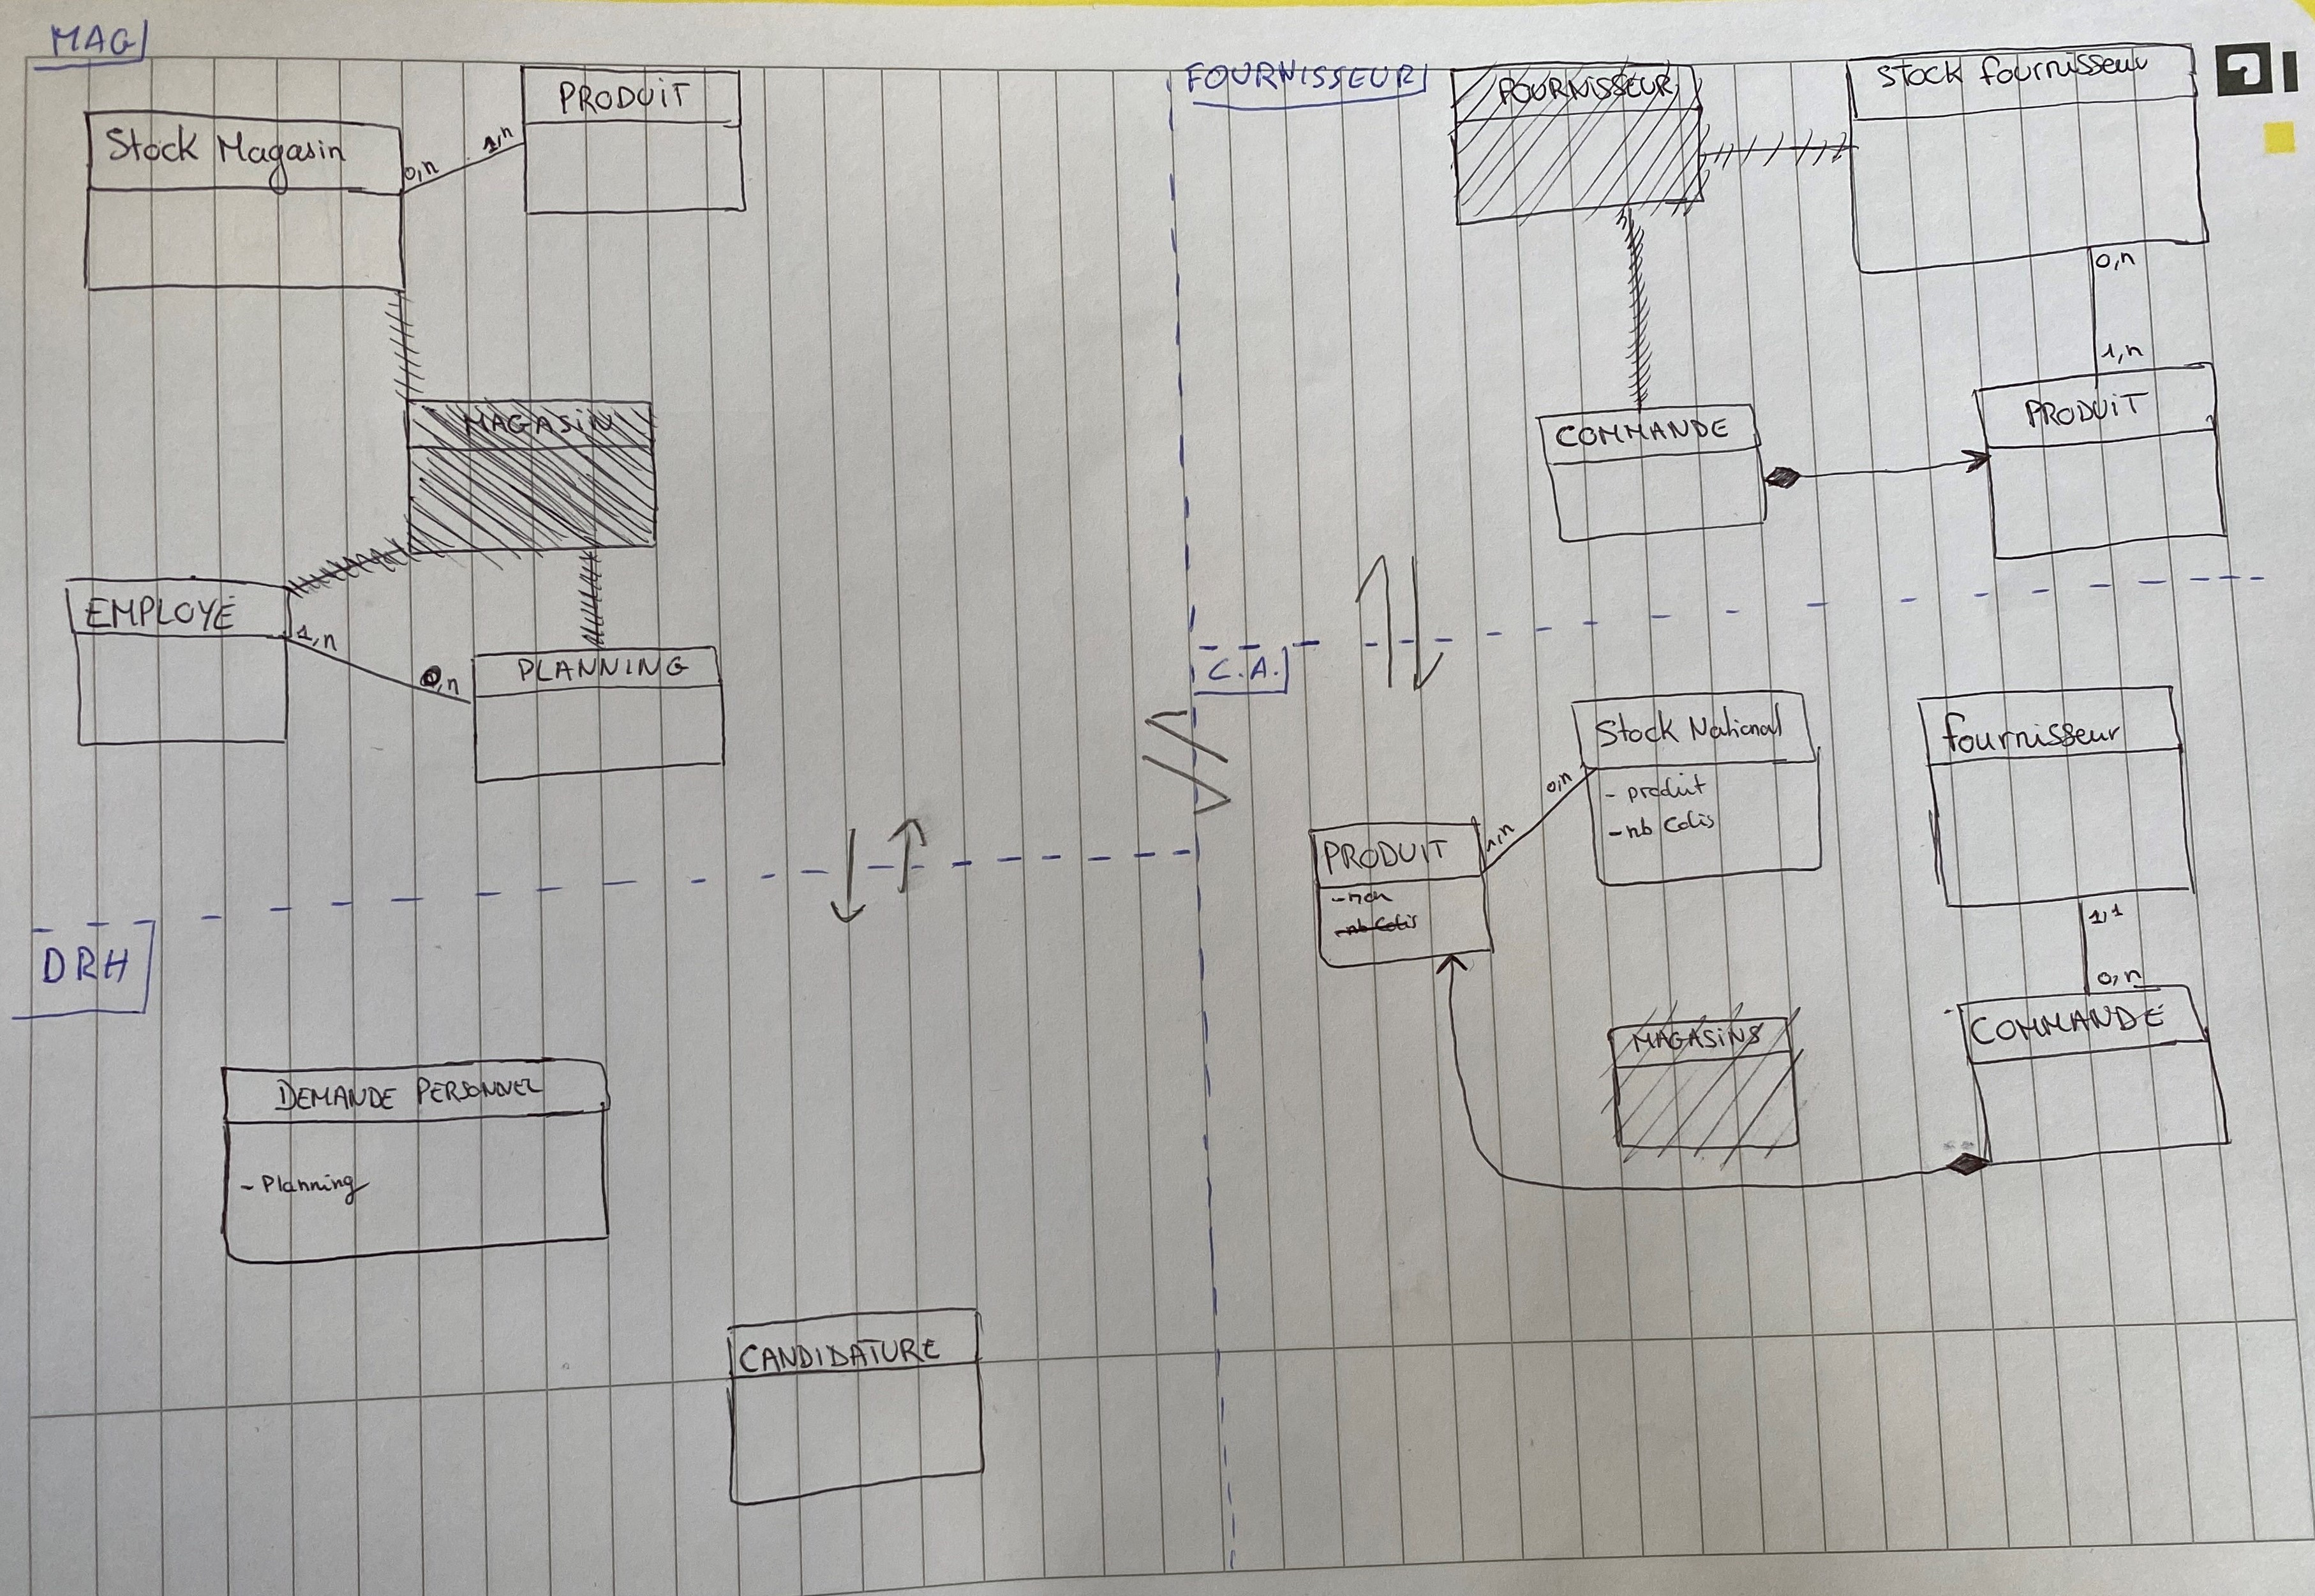 MAG
PRODUIT
Stock Magasin
0,n
1,n
MAGASIN
EMPLOYÉ
1,n
0,n
PLANNING
FOURNISSEUR
FOURNISSEUR
Stock fournisseur
0,n
1,n
COMMANDE
PRODUIT
C.A.
Stock National
- produit
- nb Colis
0,n
1,n
PRODUIT
- nom
- nb Colis
fournisseur
1,1
0,n
COMMANDE
MAGASINS
DRH
DEMANDE PERSONNEL
- Planning
CANDIDATURE